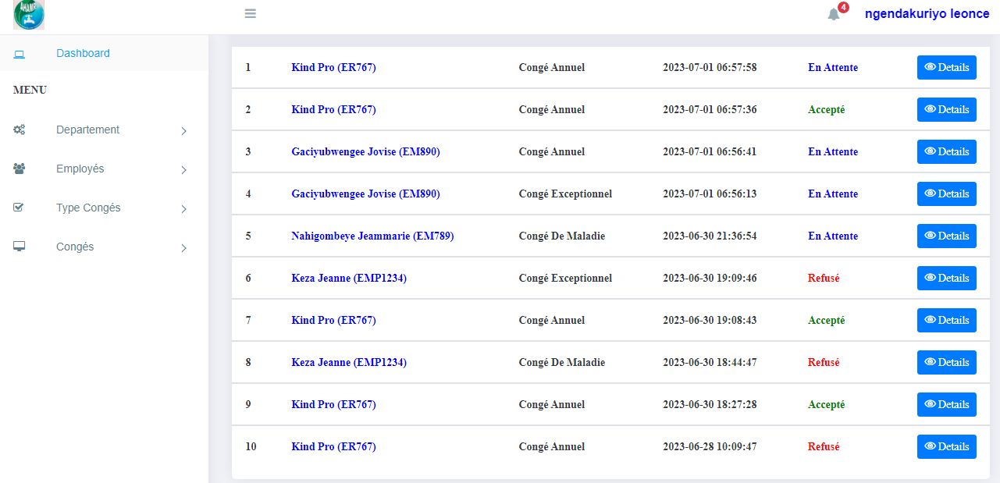 AHAMR
4
ngendakuriyo leonce
Dashboard
MENU
Departement
Employés
Type Congés
Congés
1 Kind Pro (ER767) Congé Annuel 2023-07-01 06:57:58 En Attente Details
2 Kind Pro (ER767) Congé Annuel 2023-07-01 06:57:36 Accepté Details
3 Gaciyubwengee Jovise (EM890) Congé Annuel 2023-07-01 06:56:41 En Attente Details
4 Gaciyubwengee Jovise (EM890) Congé Exceptionnel 2023-07-01 06:56:13 En Attente Details
5 Nahigombeye Jeammarie (EM789) Congé De Maladie 2023-06-30 21:36:54 En Attente Details
6 Keza Jeanne (EMP1234) Congé Exceptionnel 2023-06-30 19:09:46 Refusé Details
7 Kind Pro (ER767) Congé Annuel 2023-06-30 19:08:43 Accepté Details
8 Keza Jeanne (EMP1234) Congé De Maladie 2023-06-30 18:44:47 Refusé Details
9 Kind Pro (ER767) Congé Annuel 2023-06-30 18:27:28 Accepté Details
10 Kind Pro (ER767) Congé Annuel 2023-06-28 10:09:47 Refusé Details